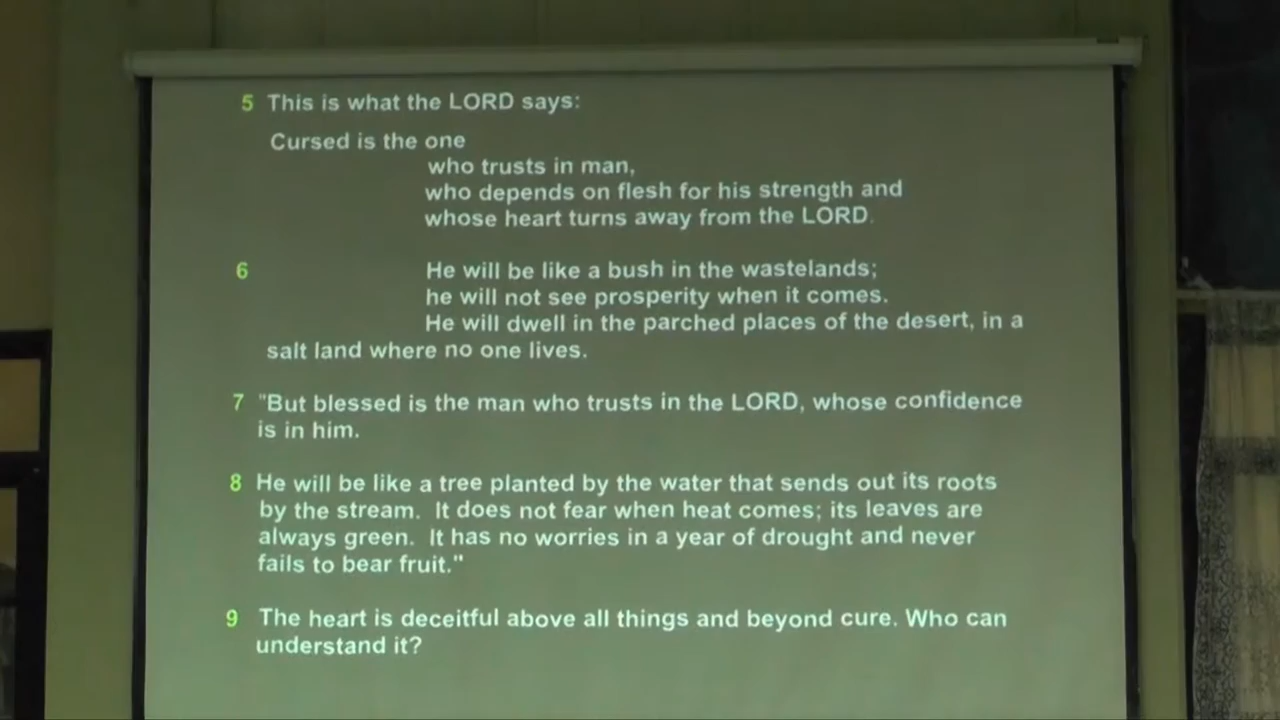 5 This is what the LORD says:
Cursed is the one
who trusts in man,
who depends on flesh for his strength and
whose heart turns away from the LORD.
6 He will be like a bush in the wastelands;
he will not see prosperity when it comes.
He will dwell in the parched places of the desert, in a
salt land where no one lives.
7 "But blessed is the man who trusts in the LORD, whose confidence
is in him.
8 He will be like a tree planted by the water that sends out its roots
by the stream. It does not fear when heat comes; its leaves are
always green. It has no worries in a year of drought and never
fails to bear fruit."
9 The heart is deceitful above all things and beyond cure. Who can
understand it?